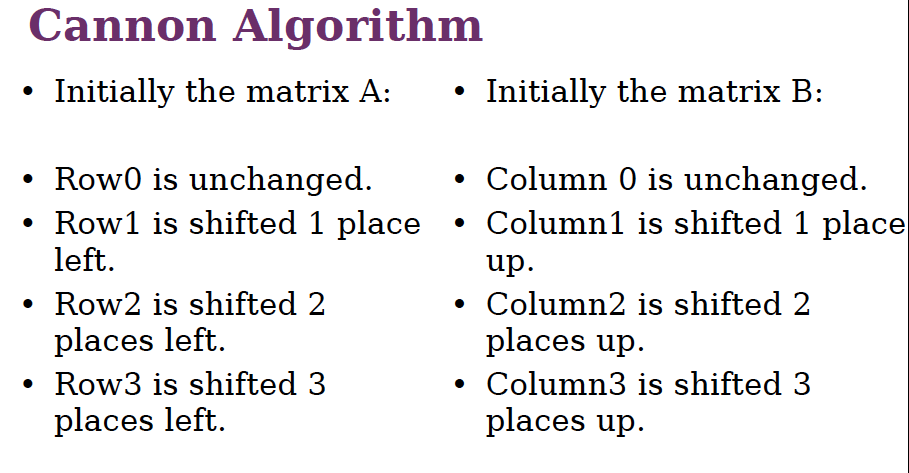 Cannon Algorithm
• Initially the matrix A:
• Row0 is unchanged.
• Row1 is shifted 1 place
left.
• Row2 is shifted 2
places left.
• Row3 is shifted 3
places left.
• Initially the matrix B:
• Column 0 is unchanged.
• Column1 is shifted 1 place
up.
• Column2 is shifted 2
places up.
• Column3 is shifted 3
places up.